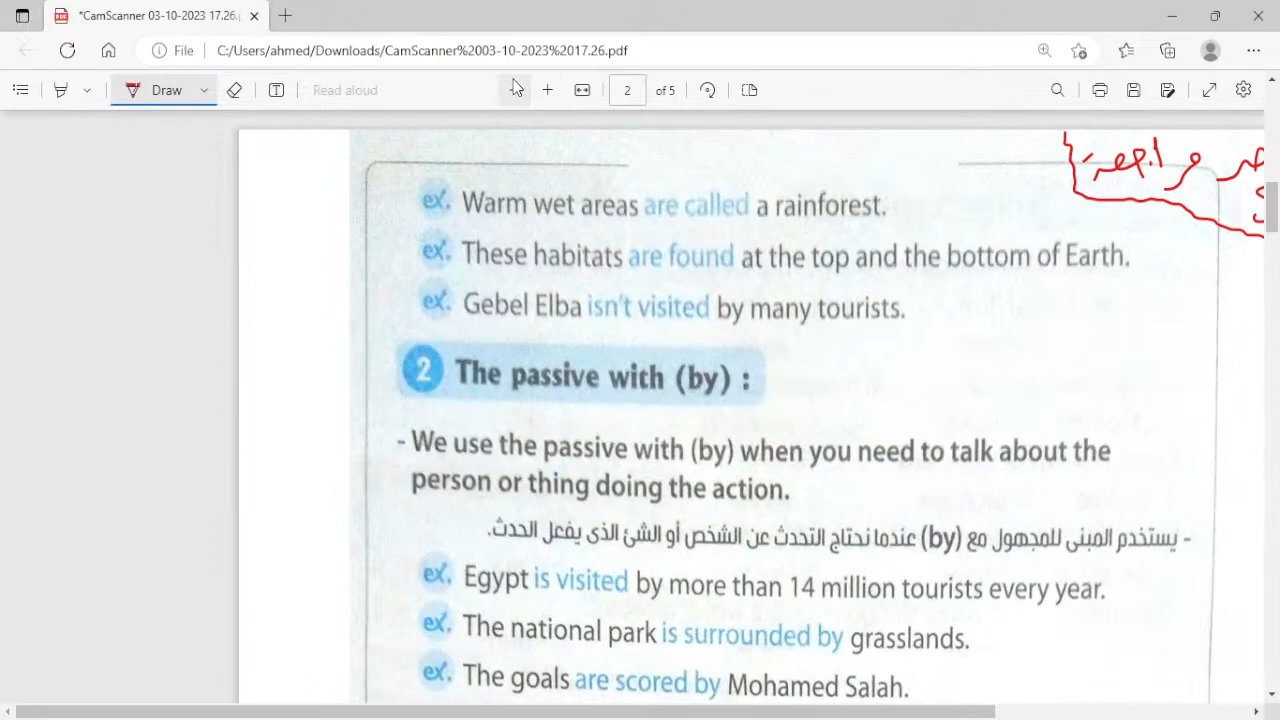 *CamScanner 03-10-2023 17.26.
File C:/Users/ahmed/Downloads/CamScanner%2003-10-2023%2017.26.pdf
Draw Read aloud 2 of 5
ex. Warm wet areas are called a rainforest.
ex. These habitats are found at the top and the bottom of Earth.
ex. Gebel Elba isn't visited by many tourists.
2 The passive with (by) :
- We use the passive with (by) when you need to talk about the
person or thing doing the action.
- يستخدم المبنى للمجهول مع (by) عندما نحتاج التحدث عن الشخص أو الشئ الذى يفعل الحدث.
ex. Egypt is visited by more than 14 million tourists every year.
ex. The national park is surrounded by grasslands.
ex. The goals are scored by Mohamed Salah.